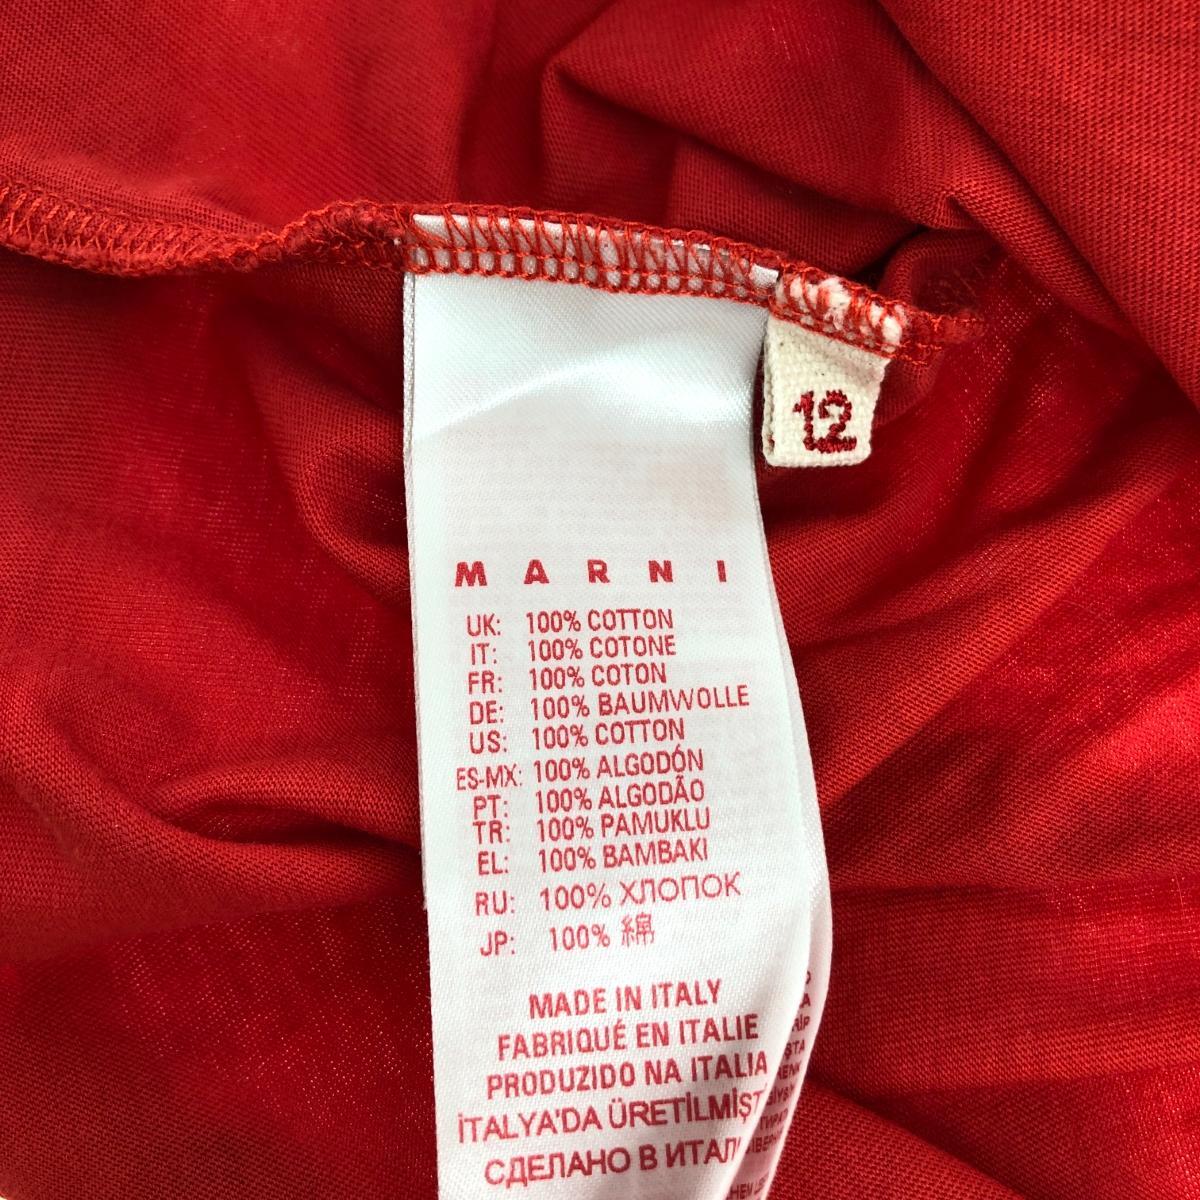 12
MARNI
UK: 100% COTTON
IT: 100% COTONE
FR: 100% COTON
DE: 100% BAUMWOLLE
US: 100% COTTON
ES-MX: 100% ALGODÓN
PT: 100% ALGODÃO
TR: 100% PAMUKLU
EL: 100% BAMBAKI
RU: 100% ХЛОПОК
JP: 100% 綿
MADE IN ITALY
FABRIQUÉ EN ITALIE
PRODUZIDO NA ITALIA
İTALYA'DA ÜRETİLMİŞT
СДЕЛАНО В ИТАЛ